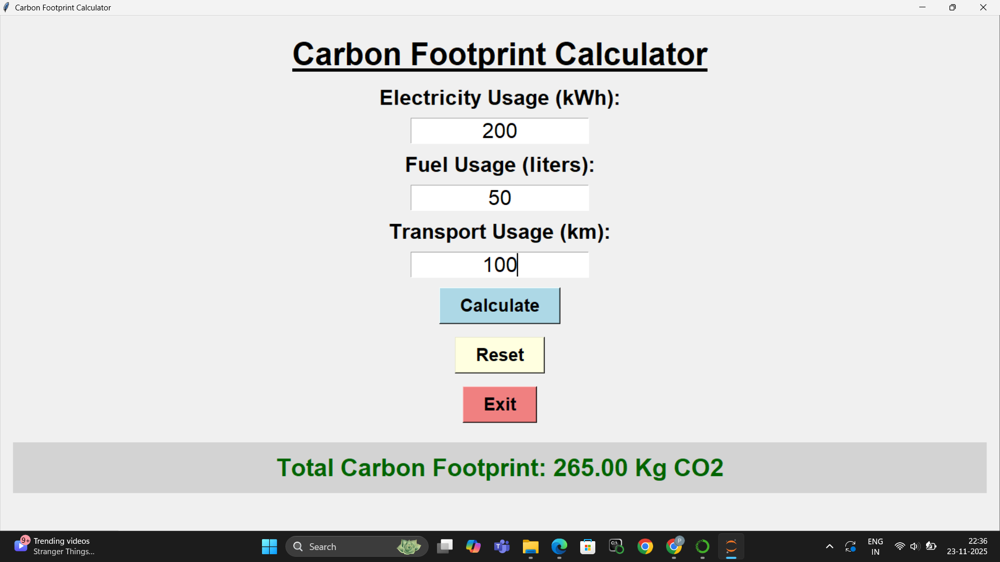 Carbon Footprint Calculator
Carbon Footprint Calculator
Electricity Usage (kWh):
200
Fuel Usage (liters):
50
Transport Usage (km):
100
Calculate
Reset
Exit
Total Carbon Footprint: 265.00 Kg CO2
9+
Trending videos
Stranger Things...
Search
T
C:\
P
ENG
IN
22:36
23-11-2025